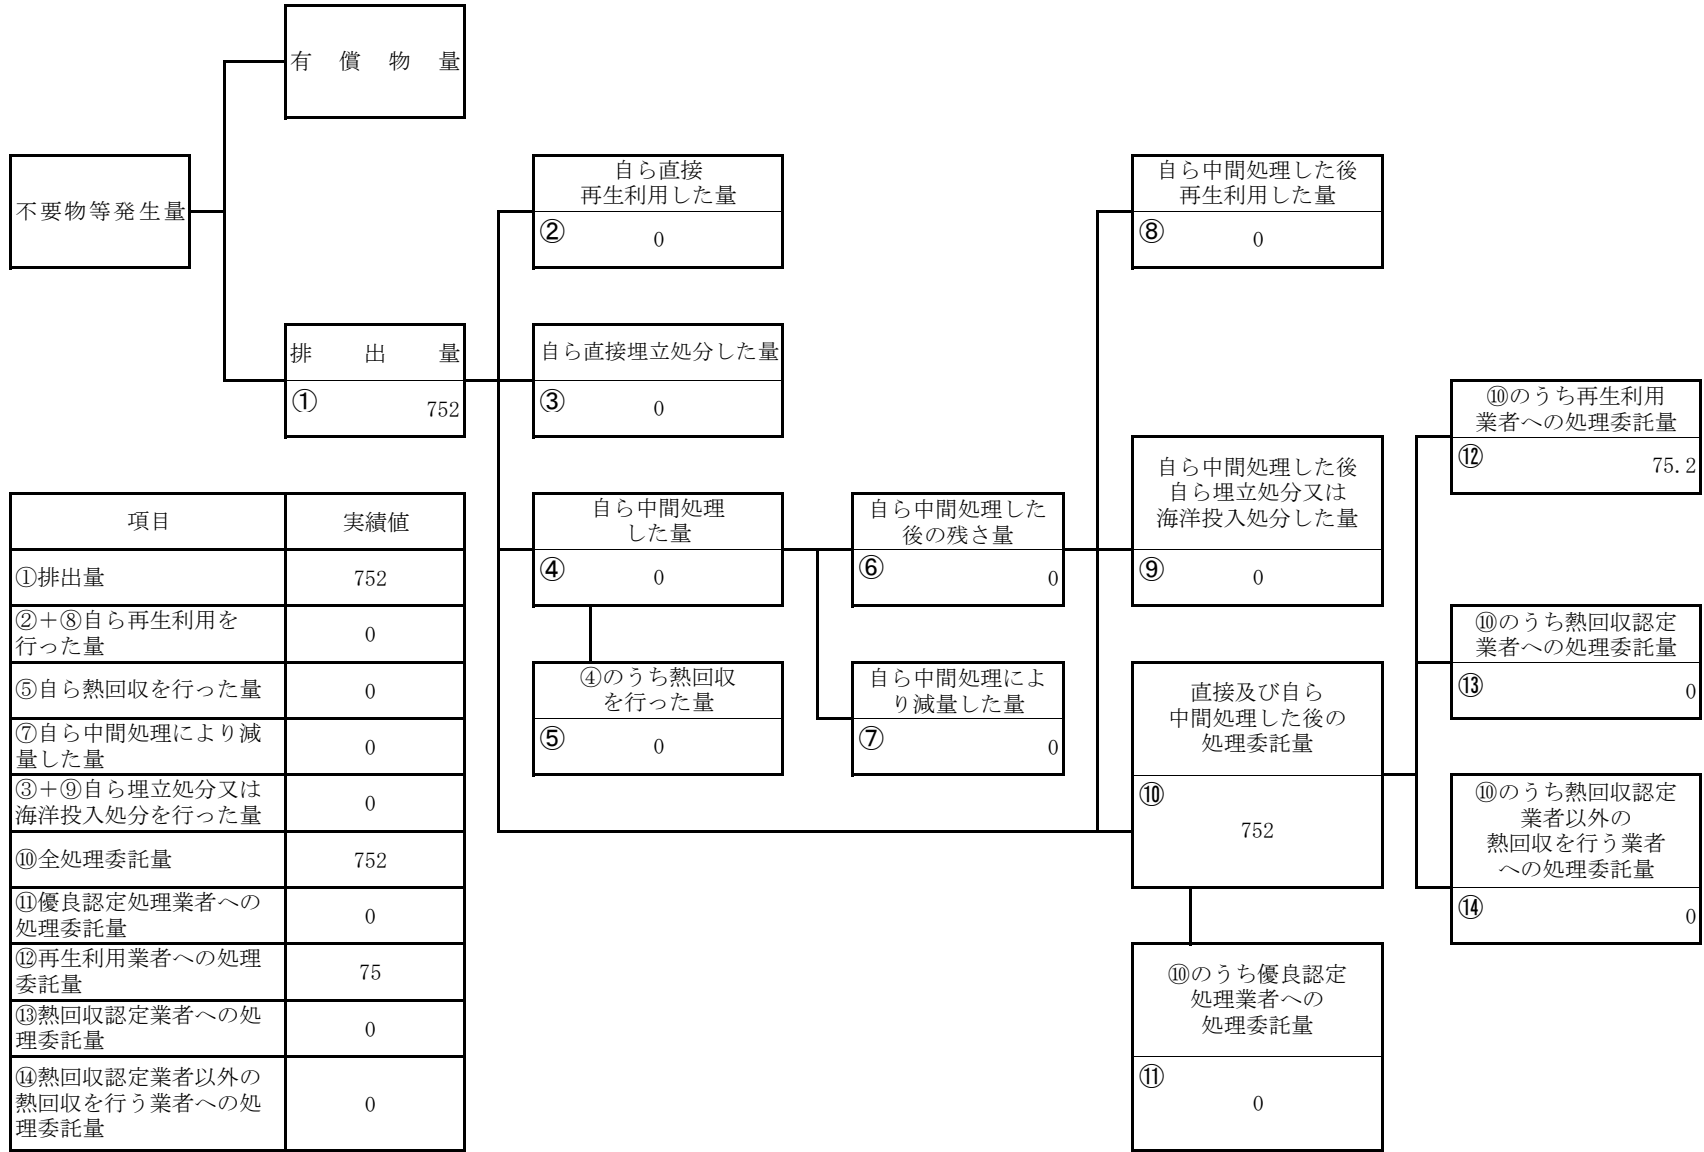 有償物量
不要物等発生量
排出量
①
752
自ら直接
再生利用した量
②
0
自ら直接埋立処分した量
③
0
自ら中間処理
した量
④
0
④のうち熱回収
を行った量
⑤
0
自ら中間処理した
後の残さ量
⑥
0
自ら中間処理によ
り減量した量
⑦
0
自ら中間処理した後
再生利用した量
⑧
0
自ら中間処理した後
自ら埋立処分又は
海洋投入処分した量
⑨
0
直接及び自ら
中間処理した後の
処理委託量
⑩
752
⑩のうち優良認定
処理業者への
処理委託量
⑪
0
⑩のうち再生利用
業者への処理委託量
⑫
75.2
⑩のうち熱回収認定
業者への処理委託量
⑬
0
⑩のうち熱回収認定
業者以外の
熱回収を行う業者
への処理委託量
⑭
0
項目 実績値
①排出量 752
②＋⑧自ら再生利用を
行った量 0
⑤自ら熱回収を行った量 0
⑦自ら中間処理により減
量した量 0
③＋⑨自ら埋立処分又は
海洋投入処分を行った量 0
⑩全処理委託量 752
⑪優良認定処理業者への
処理委託量 0
⑫再生利用業者への処理
委託量 75
⑬熱回収認定業者への処
理委託量 0
⑭熱回収認定業者以外の
熱回収を行う業者への処
理委託量 0